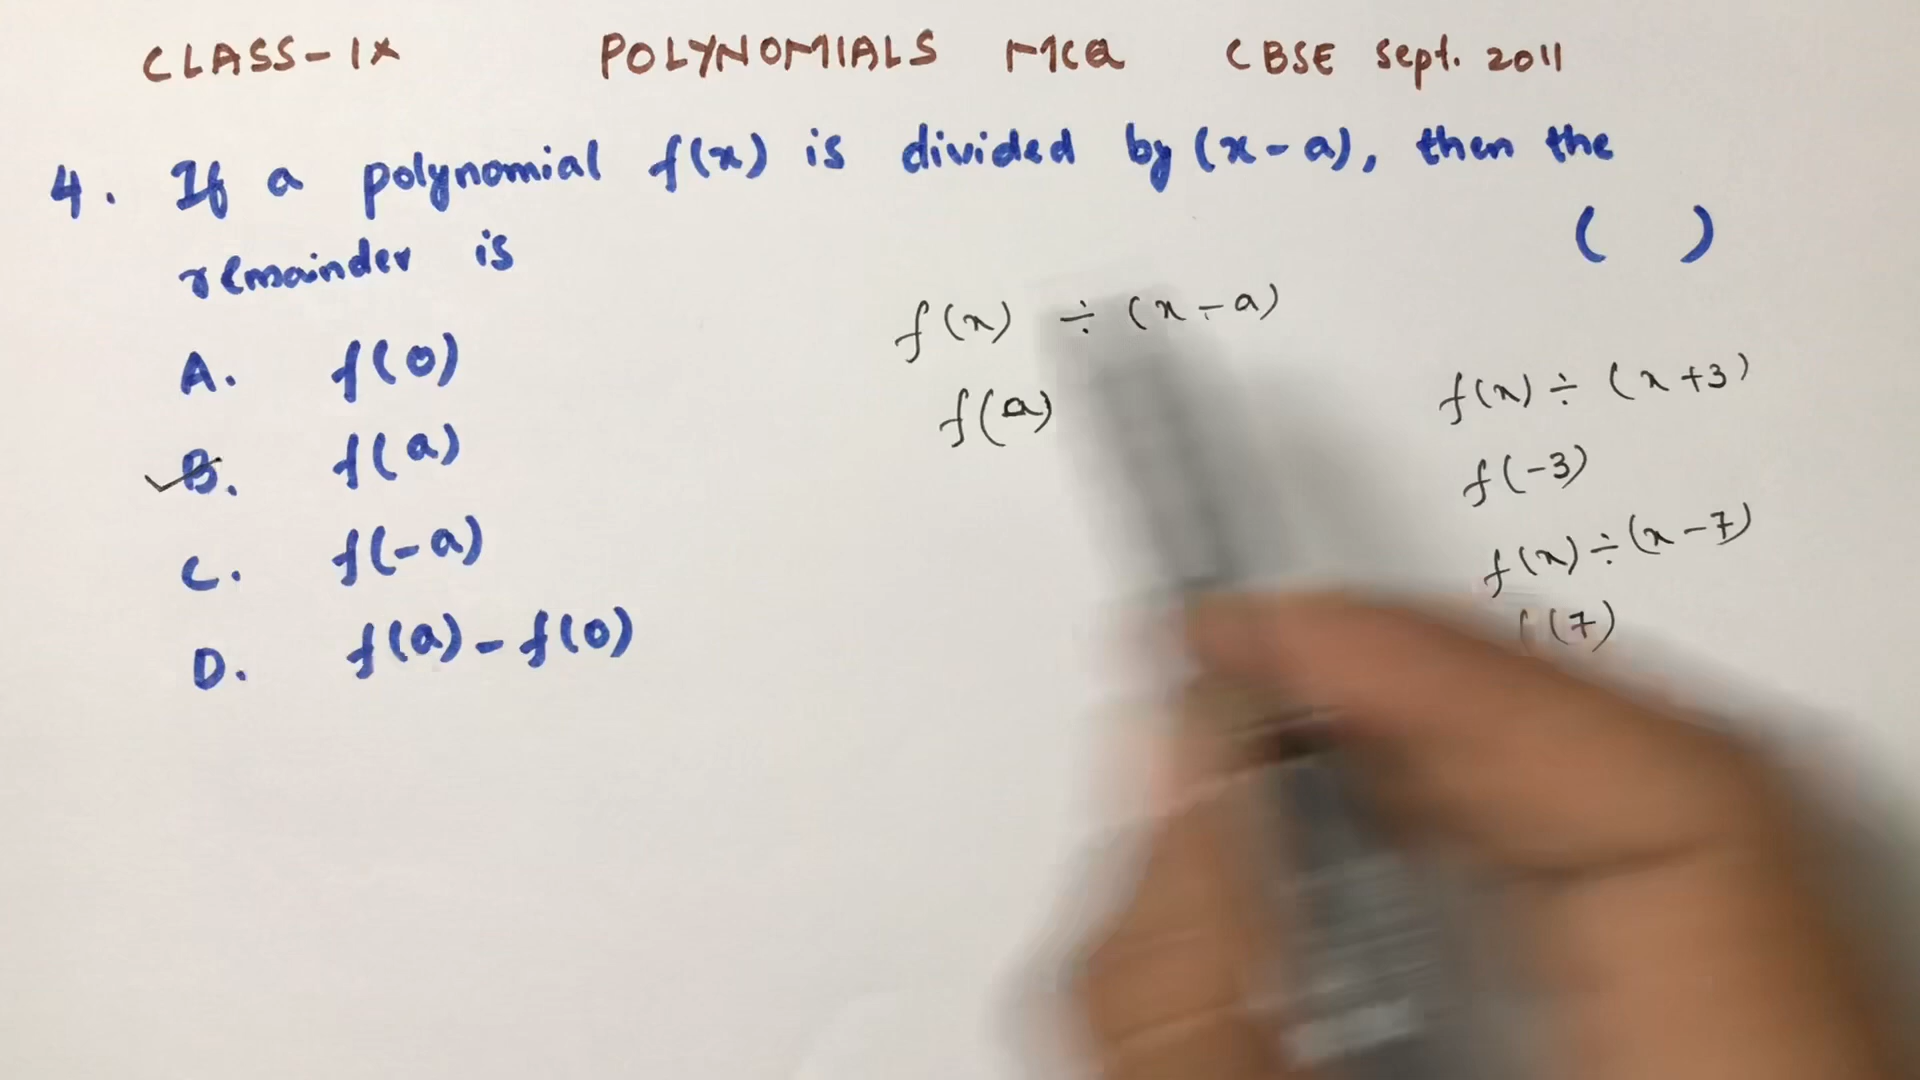 CLASS-IX POLYNOMIALS MCQ CBSE Sept. 2011
4. If a polynomial f(x) is divided by (x-a), then the
remainder is ( )
A. f(0)
B. f(a)
C. f(-a)
D. f(a)-f(0)
f(x) ÷ (x-a)
f(a)
f(x) ÷ (x+3)
f(-3)
f(x) ÷ (x-7)
f(7)